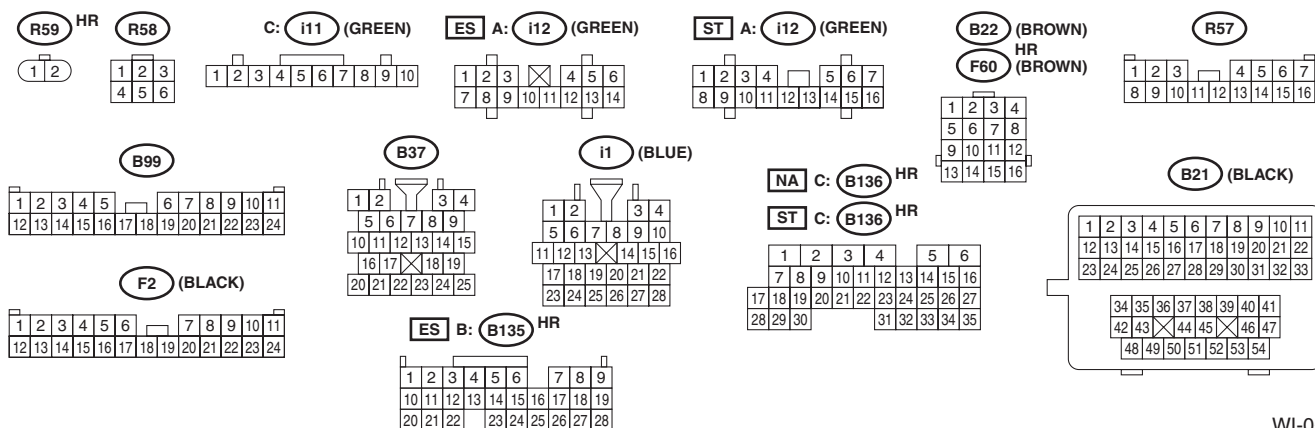 R59 HR
1 2
R58
1 2 3
4 5 6
C: i11 (GREEN)
1 2 3 4 5 6 7 8 9 10
ES A: i12 (GREEN)
1 2 3 4 5 6
7 8 9 10 11 12 13 14
ST A: i12 (GREEN)
1 2 3 4 5 6 7
8 9 10 11 12 13 14 15 16
B22 (BROWN)
HR
F60 (BROWN)
1 2 3 4
5 6 7 8
9 10 11 12
13 14 15 16
R57
1 2 3 4 5 6 7
8 9 10 11 12 13 14 15 16
B99
1 2 3 4 5 6 7 8 9 10 11
12 13 14 15 16 17 18 19 20 21 22 23 24
F2 (BLACK)
1 2 3 4 5 6 7 8 9 10 11
12 13 14 15 16 17 18 19 20 21 22 23 24
B37
1 2 3 4
5 6 7 8 9
10 11 12 13 14 15
16 17 18 19
20 21 22 23 24 25
i1 (BLUE)
1 2 3 4
5 6 7 8 9 10
11 12 13 14 15 16
17 18 19 20 21 22
23 24 25 26 27 28
NA C: B136 HR
ST C: B136 HR
1 2 3 4 5 6
7 8 9 10 11 12 13 14 15 16
17 18 19 20 21 22 23 24 25 26 27
28 29 30 31 32 33 34 35
B21 (BLACK)
1 2 3 4 5 6 7 8 9 10 11
12 13 14 15 16 17 18 19 20 21 22
23 24 25 26 27 28 29 30 31 32 33
34 35 36 37 38 39 40 41
42 43 44 45 46 47
48 49 50 51 52 53 54
ES B: B135 HR
1 2 3 4 5 6 7 8 9
10 11 12 13 14 15 16 17 18 19
20 21 22 23 24 25 26 27 28